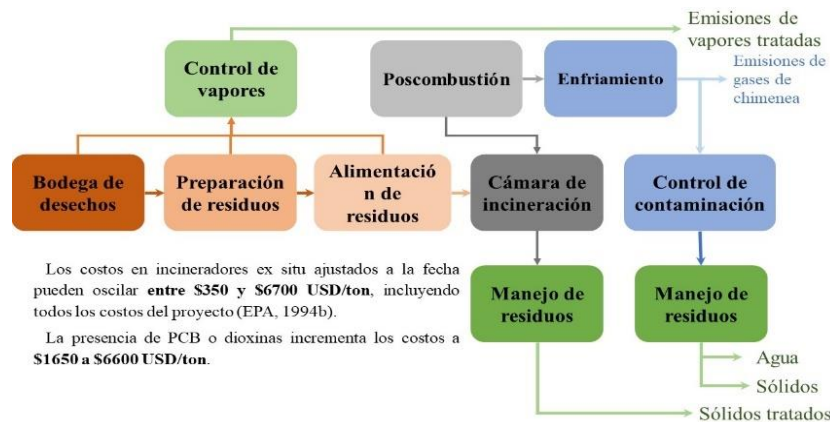 Emisiones de
vapores tratadas
Control de
vapores
Poscombustión
Enfriamiento
Emisiones de
gases de
chimenea
Bodega de
desechos
Preparación
de residuos
Alimentació
n de
residuos
Cámara de
incineración
Control de
contaminación
Los costos en incineradores ex situ ajustados a la fecha
pueden oscilar entre $350 y $6700 USD/ton, incluyendo
todos los costos del proyecto (EPA, 1994b).
La presencia de PCB o dioxinas incrementa los costos a
$1650 a $6600 USD/ton.
Manejo de
residuos
Manejo de
residuos
Agua
Sólidos
Sólidos tratados